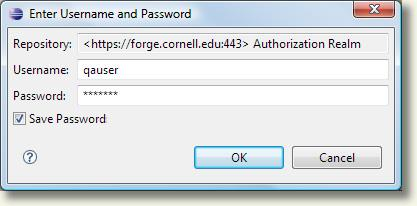 Enter Username and Password
Repository: <https://forge.cornell.edu:443> Authorization Realm
Username: qauser
Password: *******
Save Password
? OK Cancel